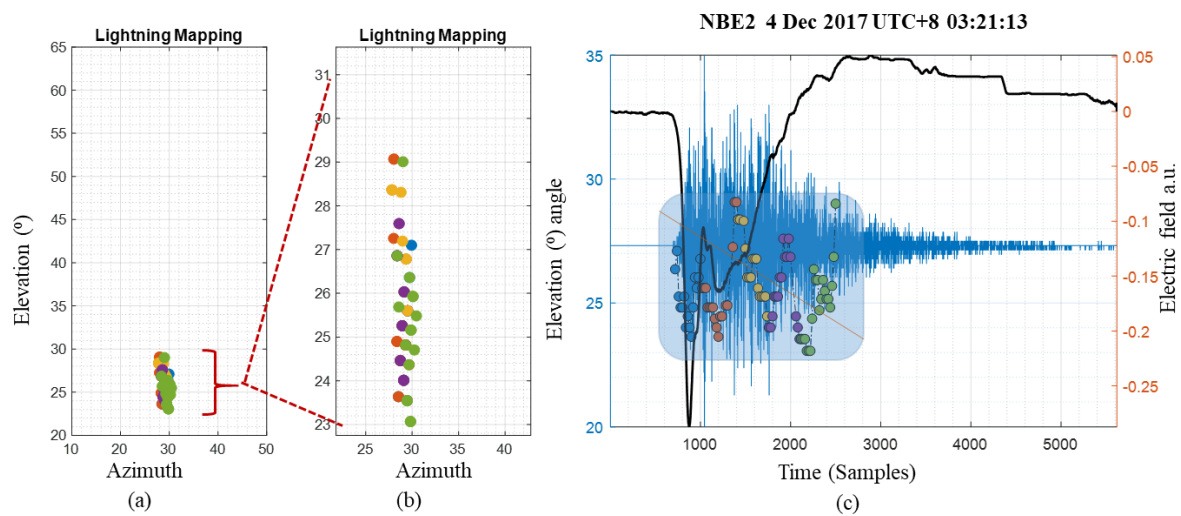 NBE2 4 Dec 2017 UTC+8 03:21:13
Lightning Mapping
65
60
55
50
45
40
35
30
25
20
10 20 30 40 50
Elevation (º)
Azimuth
(a)
Lightning Mapping
31
30
29
28
27
26
25
24
23
25 30 35 40
Elevation (º)
Azimuth
(b)
35
30
25
20
Elevation (º) angle
1000 2000 3000 4000 5000
Time (Samples)
0.05
0
-0.05
-0.1
-0.15
-0.2
-0.25
Electric field a.u.
(c)